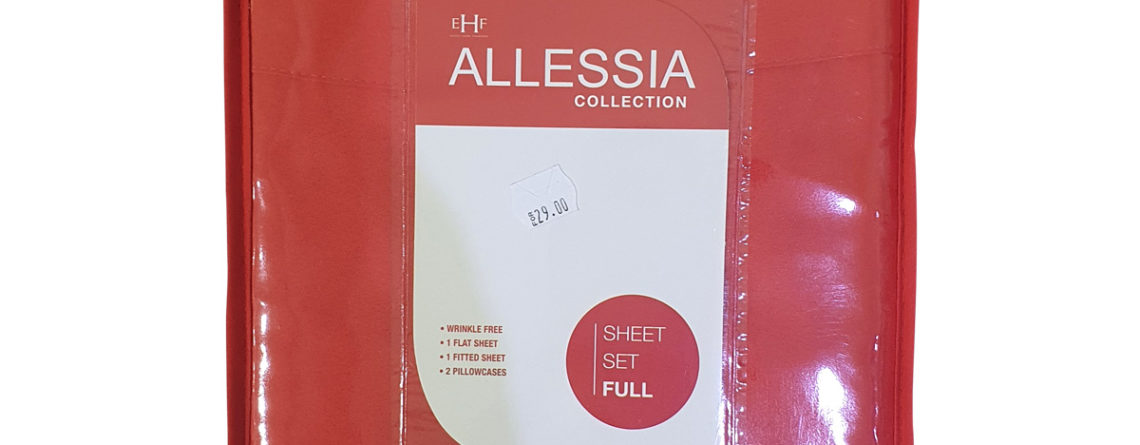 EHF
ALLESSIA
COLLECTION
29.00
• WRINKLE FREE
• 1 FLAT SHEET
• 1 FITTED SHEET
• 2 PILLOWCASES
SHEET
SET
FULL